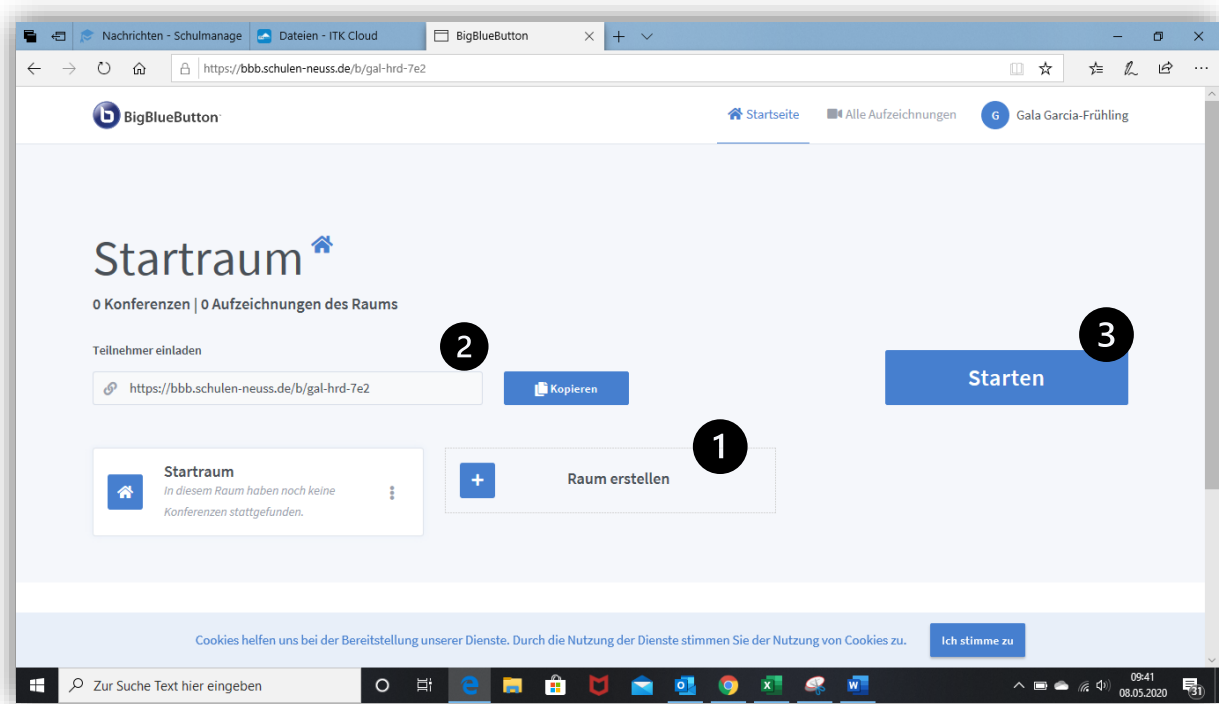 Nachrichten - Schulmanage
Dateien - ITK Cloud
BigBlueButton
https://bbb.schulen-neuss.de/b/gal-hrd-7e2
b BigBlueButton
Startseite
Alle Aufzeichnungen
G Gala Garcia-Frühling
Startraum
0 Konferenzen | 0 Aufzeichnungen des Raums
Teilnehmer einladen
2
3
https://bbb.schulen-neuss.de/b/gal-hrd-7e2
Kopieren
Starten
1
Startraum
In diesem Raum haben noch keine
Konferenzen stattgefunden.
Raum erstellen
Cookies helfen uns bei der Bereitstellung unserer Dienste. Durch die Nutzung der Dienste stimmen Sie der Nutzung von Cookies zu.
Ich stimme zu
Zur Suche Text hier eingeben
09:41
08.05.2020
31